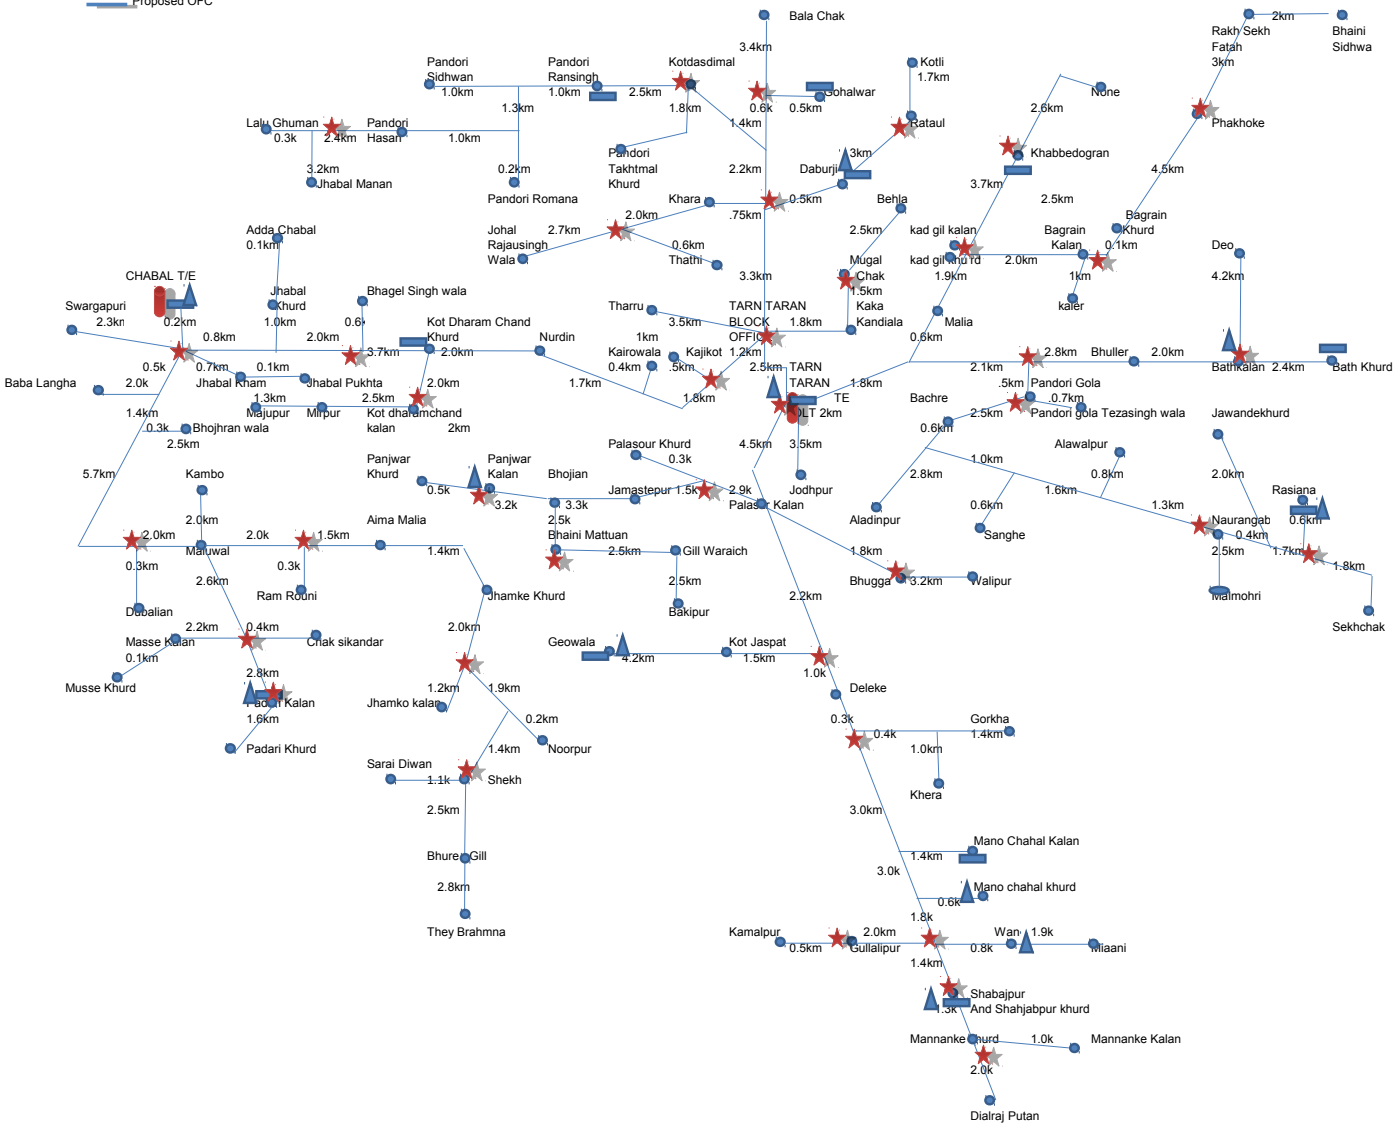 Proposed OFC
Bala Chak
2km
Rakh Sekh
Fatah
3km
Bhaini
Sidhwa
3.4km
Pandori
Sidhwan
1.0km
Pandori
Ransingh
1.0km
Kotdasdimal
2.5km
1.8km
0.6k
0.5km
Gohalwar
Kotli
1.7km
2.6km
None
1.3km
1.4km
Lalu Ghuman
0.3k
2.4km
Pandori
Hasan
1.0km
Rataul
Phakhoke
3km
Khabbedogran
Pandori
Takhtmal
Khurd
2.2km
Daburji
3.2km
Jhabal Manan
0.2km
Pandori Romana
3.7km
4.5km
2.5km
Khara
.75km
0.5km
Behla
2.0km
Johal
Rajausingh
Wala
2.7km
0.6km
Thathi
2.5km
kad gil kalan
kad gil khurd
1.9km
2.0km
Bagrain
Kalan
Bagrain
Khurd
0.1km
Deo
Adda Chabal
0.1km
CHABAL T/E
3.3km
Mugal
Chak
1.5km
1km
kaler
4.2km
Swargapuri
2.3kn
0.2km
Jhabal
Khurd
1.0km
Bhagel Singh wala
0.6
Tharru
3.5km
TARN TARAN
BLOCK
OFFIC
1.8km
Kaka
Kandiala
Malia
0.8km
2.0km
3.7km
Kot Dharam Chand
Khurd
2.0km
Nurdin
1km
Kairowala
0.4km
Kajikot
.5km
1.2km
0.6km
0.5k
0.7km
0.1km
2.5km
TARN
TARAN
TE
OLT 2km
1.8km
2.1km
2.8km
Bhuller
2.0km
Bath Kalan
2.4km
Bath Khurd
Baba Langha
2.0k
Jhabal Kham
Jhabal Pukhta
2.0km
1.7km
1.8km
.5km
Pandori Gola
0.7km
1.3km
Majupur
Mirpur
2.5km
Kot dharamchand
kalan
2km
Bachre
2.5km
Pandori gola Tezasingh wala
Jawandekhurd
1.4km
0.3k
Bhojhran wala
2.5km
0.6km
4.5km
3.5km
Palasour Khurd
0.3k
Alawalpur
5.7km
Kambo
Panjwar
Khurd
0.5k
Panjwar
Kalan
3.2k
Bhojian
3.3k
Jamastepur
1.5k
2.9k
Palasor Kalan
Jodhpur
1.0km
2.8km
1.6km
0.8km
2.0km
Rasiana
0.6km
2.0km
2.5k
Aladinpur
0.6km
Sanghe
1.3km
Naurangab
0.4km
2.0km
2.0k
1.5km
Aima Malia
Bhaini Mattuan
2.5km
Gill Waraich
1.8km
2.5km
1.7km
1.8km
Maluwal
1.4km
0.3km
0.3k
2.6km
Ram Rouni
Jhamke Khurd
2.5km
Bakipur
Bhugga
3.2km
Walipur
Malmohri
Dubalian
2.2km
Masse Kalan
0.4km
Chak sikandar
2.0km
2.2km
Sekhchak
0.1km
Musse Khurd
Geowala
4.2km
Kot Jaspat
1.5km
1.0k
2.8km
1.2km
1.9km
Deleke
Padari Kalan
1.6km
Jhamko kalan
0.2km
0.3k
0.4k
Gorkha
1.4km
Padari Khurd
1.4km
Noorpur
1.0km
Sarai Diwan
1.1k
Shekh
Khera
2.5km
3.0km
Mano Chahal Kalan
1.4km
Bhure Gill
3.0k
2.8km
Mano chahal khurd
0.6k
They Brahmna
1.8k
Kamalpur
0.5km
2.0km
Gullalipur
Wan
1.9k
0.8k
Miaani
1.4km
Shabajpur
1.3k
And Shahjabpur khurd
Mannanke Khurd
1.0k
Mannanke Kalan
2.0k
Dialraj Putan